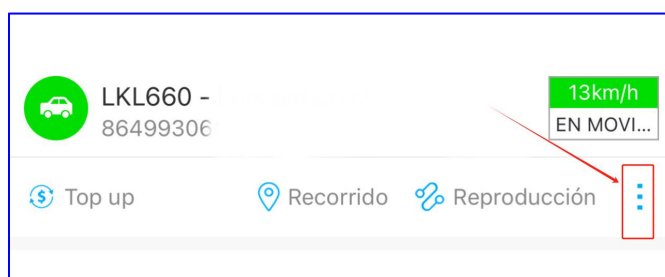 LKL660 -
13km/h
86499306
EN MOVI...
Top up
Recorrido
Reproducción